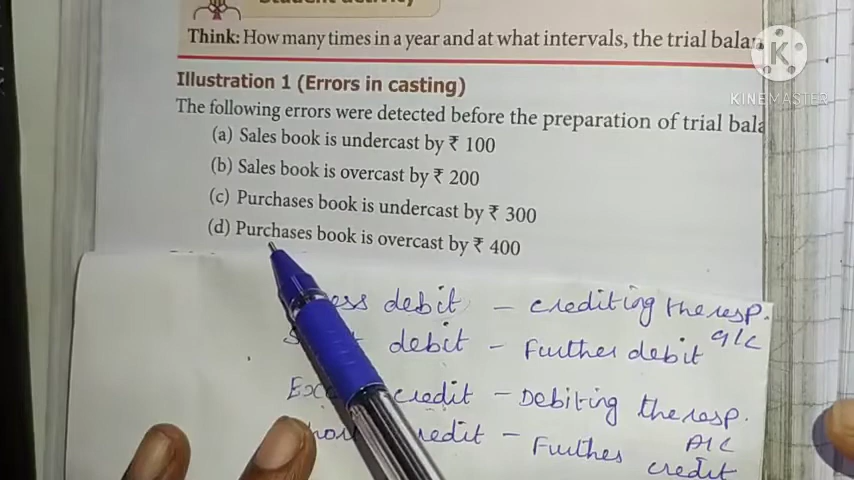 Student activity
Think: How many times in a year and at what intervals, the trial
K
KINEMASTER
Illustration 1 (Errors in casting)
The following errors were detected before the preparation of trial
(a) Sales book is undercast by ₹ 100
(b) Sales book is overcast by ₹ 200
(c) Purchases book is undercast by ₹ 300
(d) Purchases book is overcast by ₹ 400
debit - crediting the resp.
a/c
debit - Further debit
credit - Debiting the resp.
A/C
- Further
credit